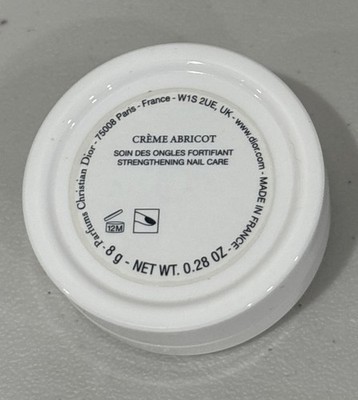 Parfums Christian Dior - 75008 Paris - France - W1S 2UE, UK - www.dior.com - MADE IN FRANCE -
CRÈME ABRICOT
SOIN DES ONGLES FORTIFIANT
STRENGTHENING NAIL CARE
12M
8 g - NET WT. 0.28 OZ -